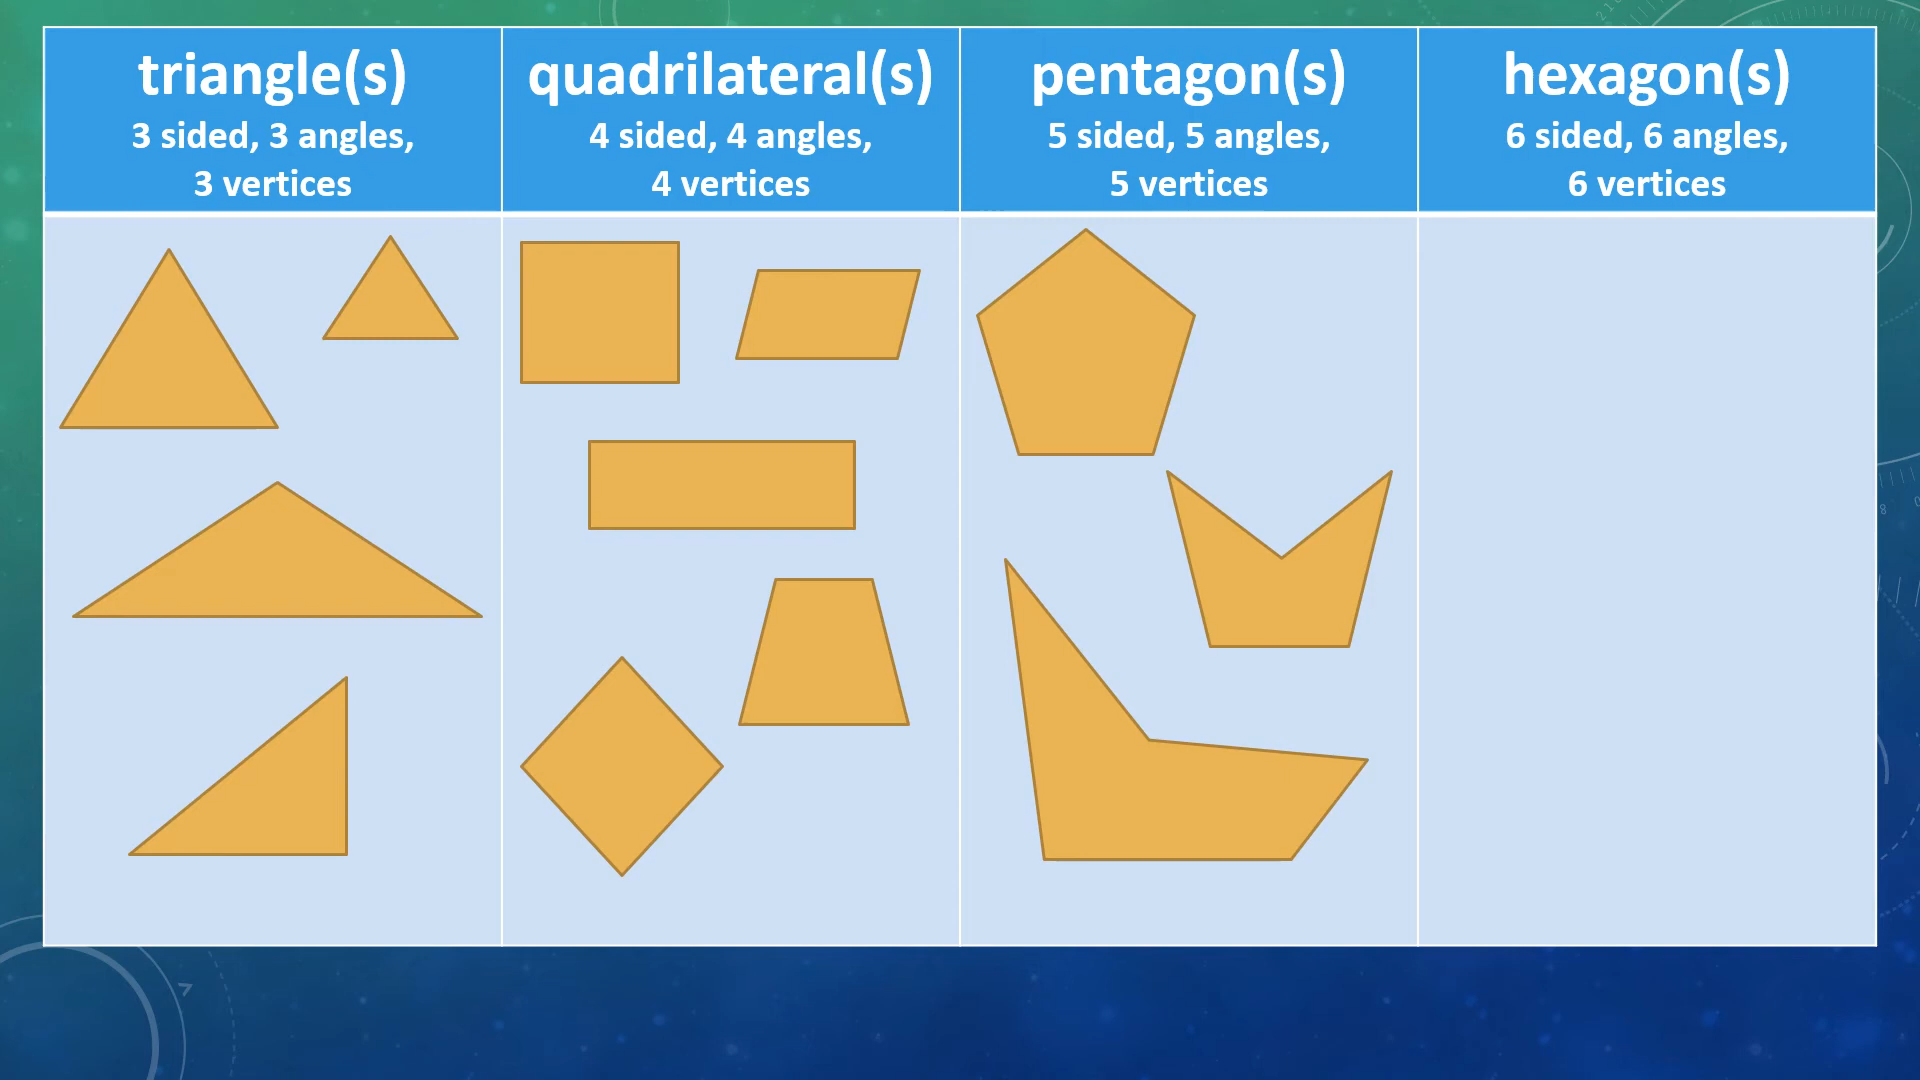 triangle(s)
3 sided, 3 angles,
3 vertices
quadrilateral(s)
4 sided, 4 angles,
4 vertices
pentagon(s)
5 sided, 5 angles,
5 vertices
hexagon(s)
6 sided, 6 angles,
6 vertices